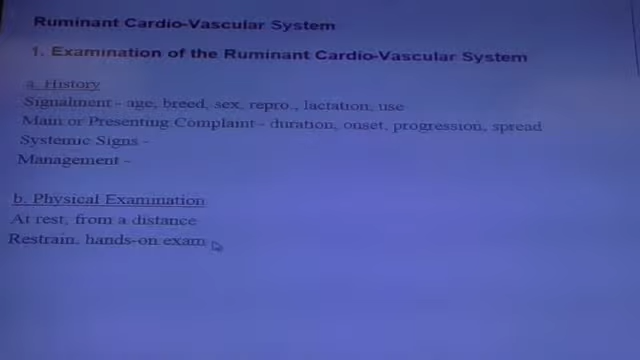 Ruminant Cardio-Vascular System
1. Examination of the Ruminant Cardio-Vascular System
a. History
Signalment - age, breed, sex, repro., lactation, use
Main or Presenting Complaint - duration, onset, progression, spread
Systemic Signs -
Management -
b. Physical Examination
At rest, from a distance
Restrain. hands-on exam